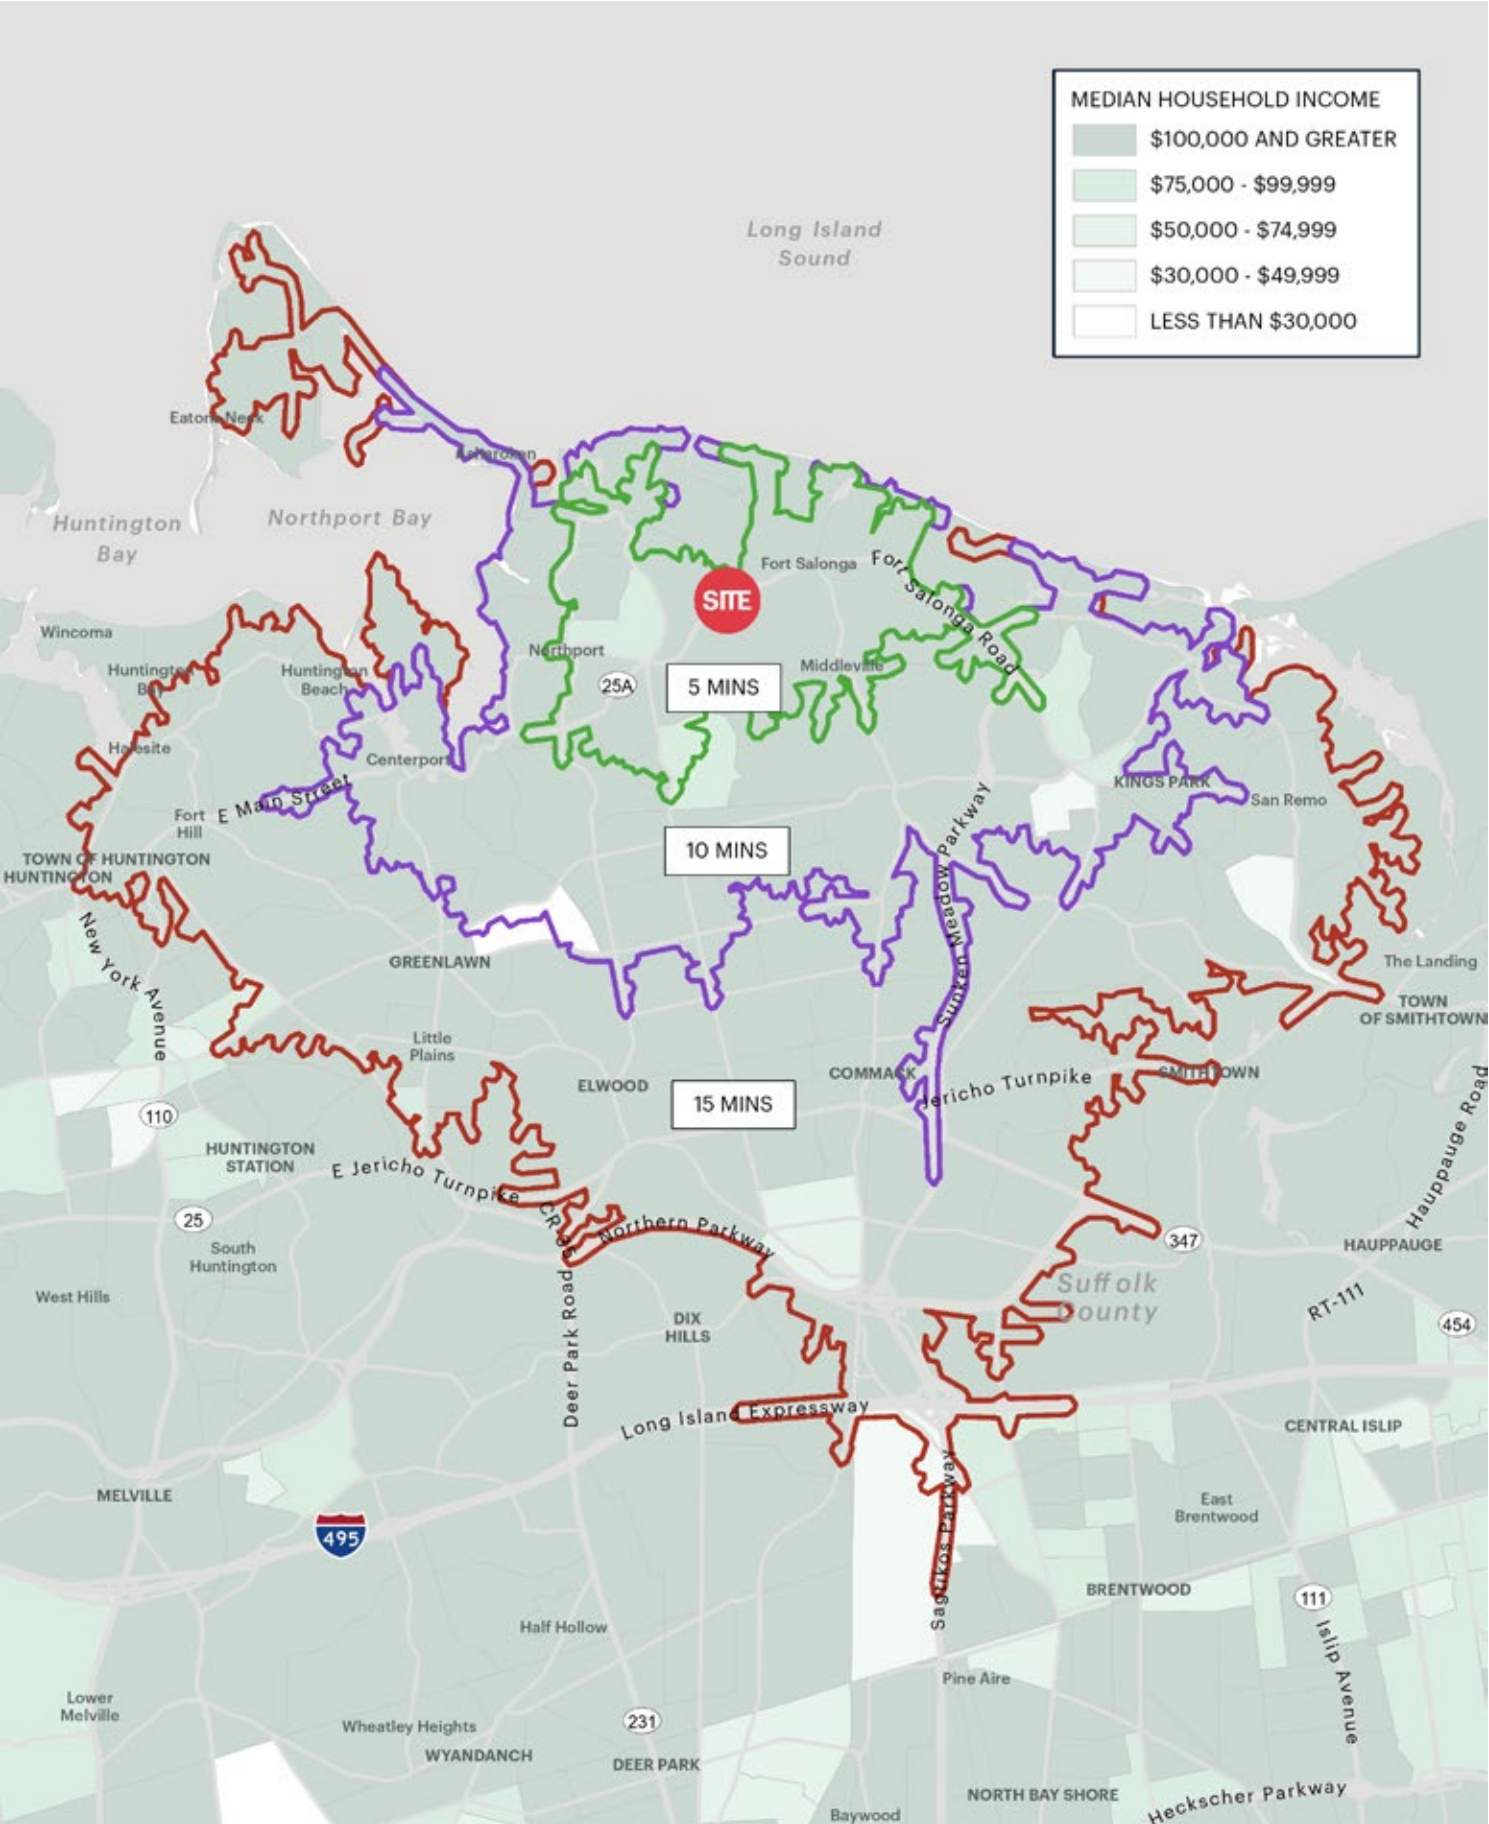 MEDIAN HOUSEHOLD INCOME
$100,000 AND GREATER
$75,000 - $99,999
$50,000 - $74,999
$30,000 - $49,999
LESS THAN $30,000
Long Island
Sound
Eatons Neck
Asharoken
Huntington
Bay
Northport Bay
Fort Salonga
Fort Salonga Road
SITE
Wincoma
Northport
Huntington
Bay
Huntington
Beach
Middleville
25A
5 MINS
Halesite
Centerport
KINGS PARK
San Remo
E Main Street
Fort
Hill
Sunken Meadow Parkway
10 MINS
TOWN OF HUNTINGTON
HUNTINGTON
New York Avenue
GREENLAWN
The Landing
TOWN
OF SMITHTOWN
Little
Plains
ELWOOD
COMMACK
Jericho Turnpike
SMITHTOWN
15 MINS
110
HUNTINGTON
STATION
E Jericho Turnpike
Hauppauge Road
25
CR-35
Northern Parkway
South
Huntington
347
HAUPPAUGE
West Hills
Suffolk
County
RT-111
454
DIX
HILLS
Deer Park Road
Long Island Expressway
CENTRAL ISLIP
MELVILLE
495
East
Brentwood
Sagtikos Parkway
BRENTWOOD
111
Islip Avenue
Half Hollow
Pine Aire
Lower
Melville
231
Wheatley Heights
WYANDANCH
DEER PARK
NORTH BAY SHORE
Heckscher Parkway
Baywood